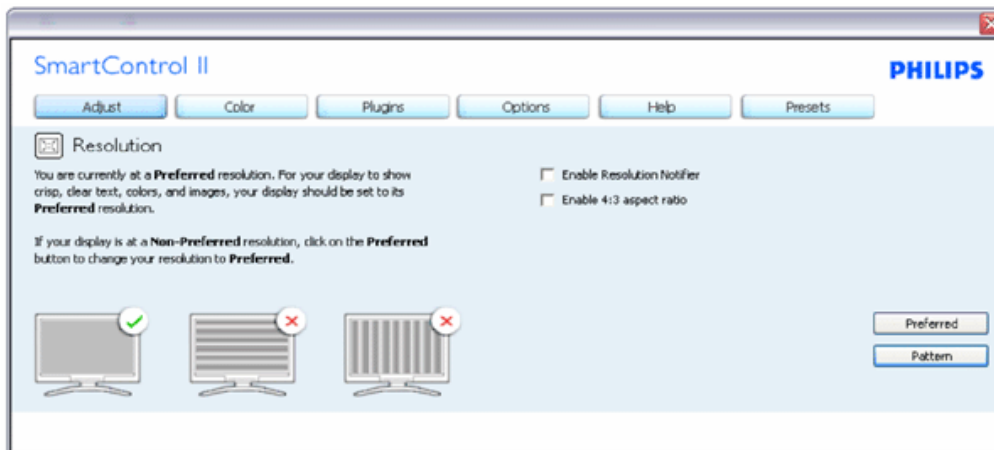 SmartControl II
PHILIPS
Adjust
Color
Plugins
Options
Help
Presets
Resolution
You are currently at a Preferred resolution. For your display to show
crisp, clear text, colors, and images, your display should be set to its
Preferred resolution.
If your display is at a Non-Preferred resolution, click on the Preferred
button to change your resolution to Preferred.
Enable Resolution Notifier
Enable 4:3 aspect ratio
Preferred
Pattern